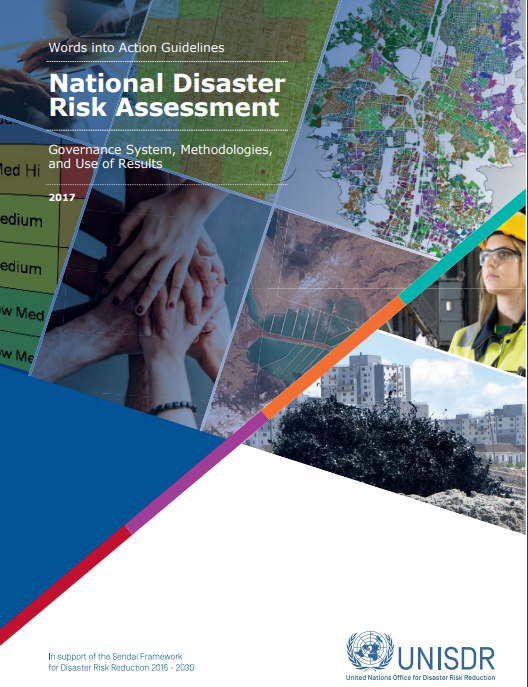 Words into Action Guidelines
National Disaster
Risk Assessment
Governance System, Methodologies,
and Use of Results
2017
Med Hi
edium
edium
w Med
w Me
In support of the Sendai Framework
for Disaster Risk Reduction 2015 - 2030
UNISDR
United Nations Office for Disaster Risk Reduction